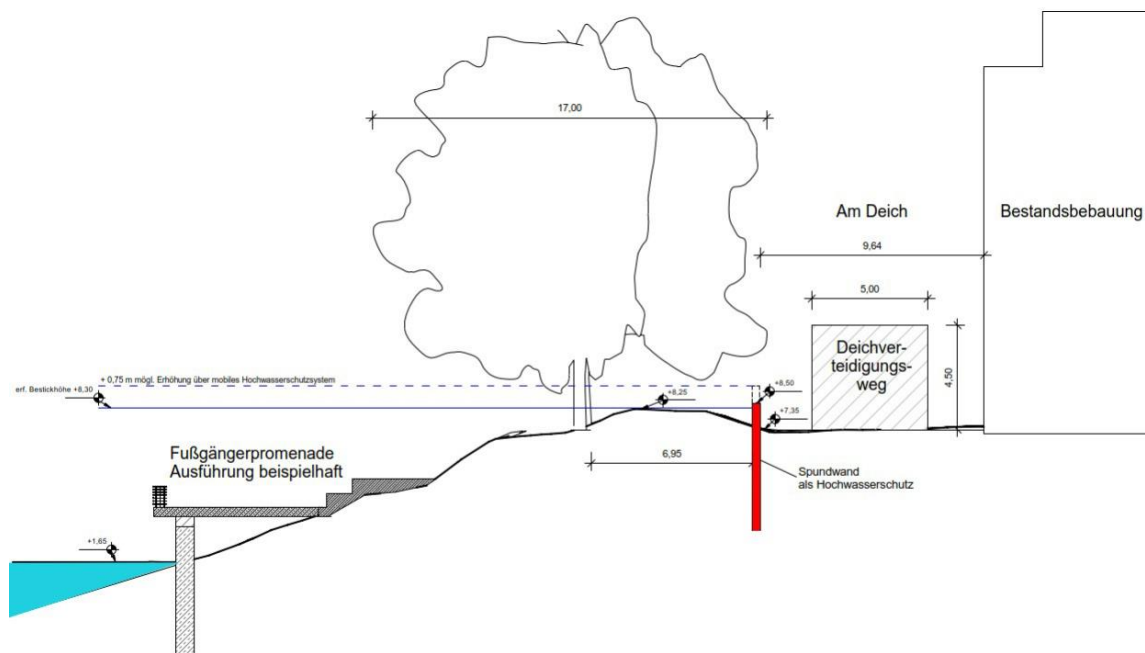 17,00
Am Deich
Bestandsbebauung
9,64
5,00
Deichver-
teidigungs-
weg
4,50
+ 0,75 m mögl. Erhöhung über mobiles Hochwasserschutzsystem
erf. Bestickhöhe +8,30
+8,25
+8,50
+7,35
6,95
Fußgängerpromenade
Ausführung beispielhaft
Spundwand
als Hochwasserschutz
+1,65